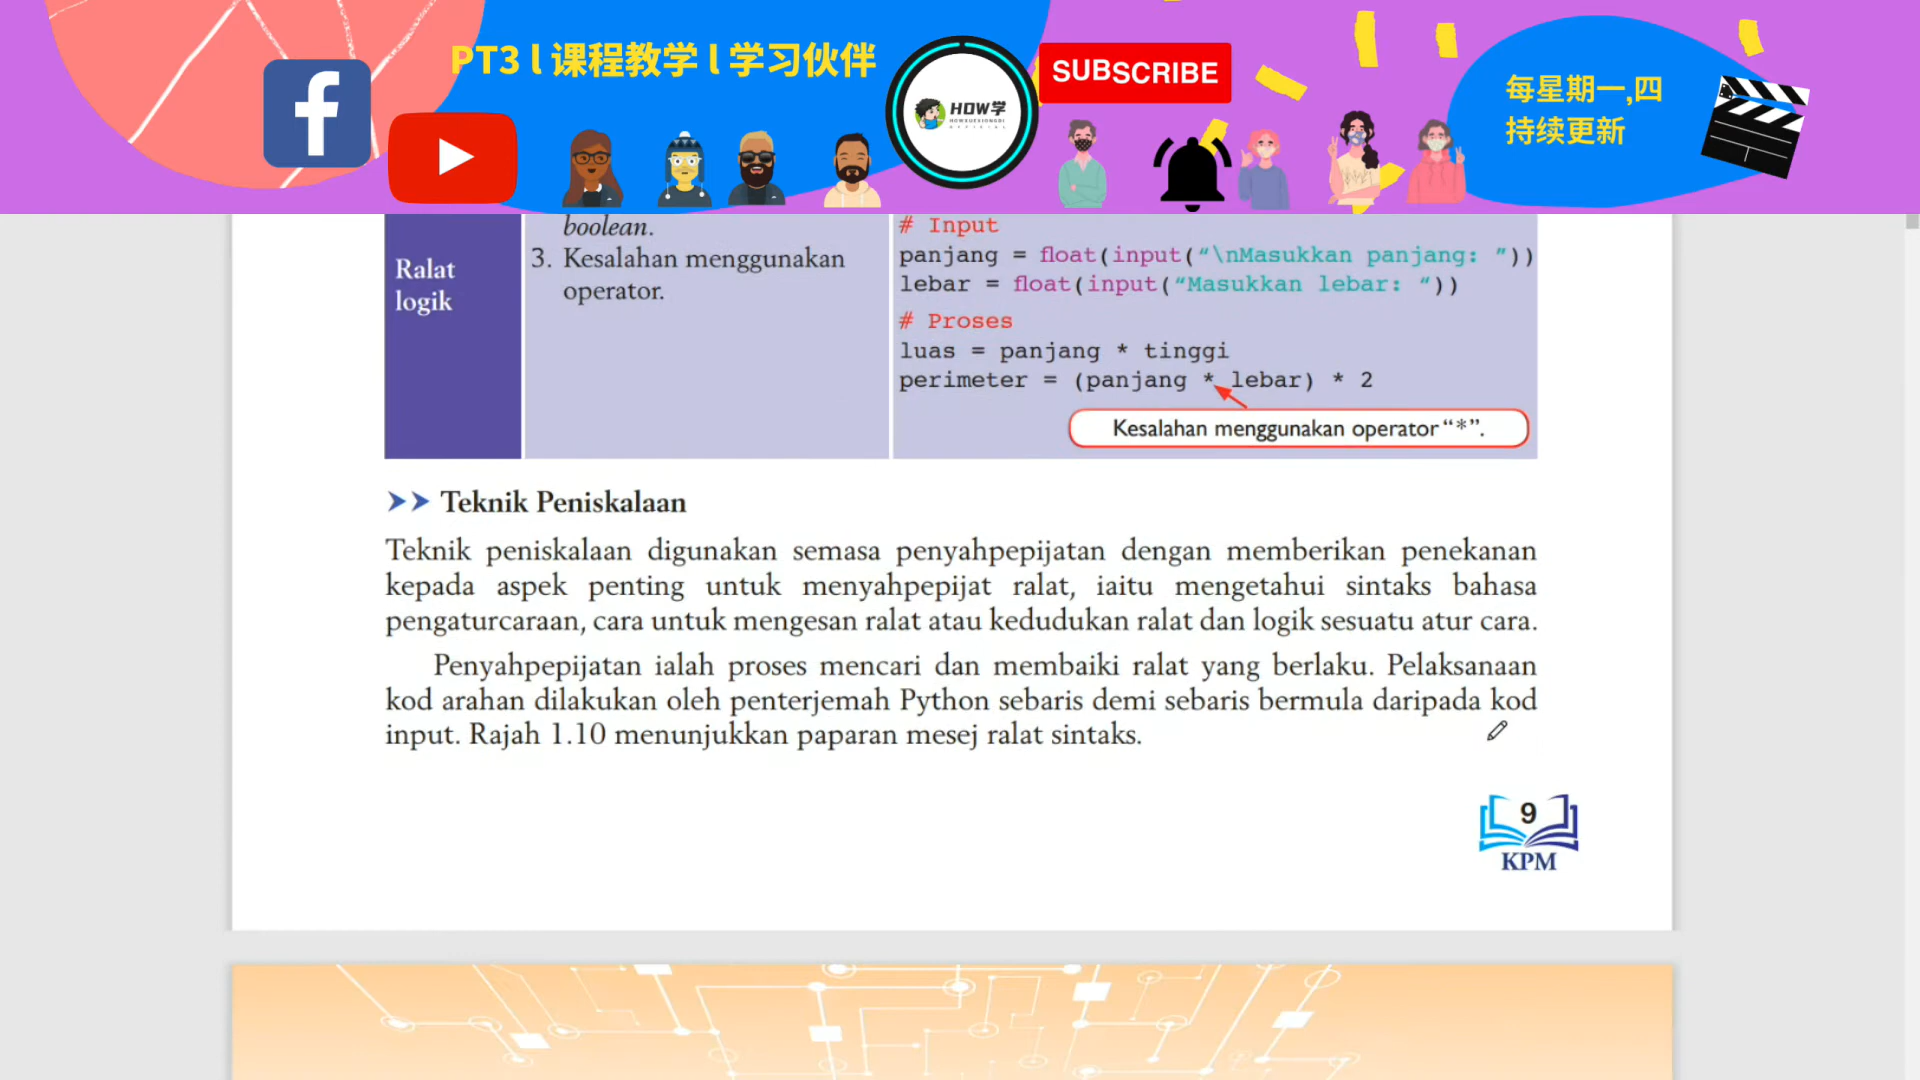 PT3 l 课程教学 l 学习伙伴
HOW学
HOWXUEXIONGDI
OFFICIAL
SUBSCRIBE
每星期一,四
持续更新
Ralat
logik
boolean.
3. Kesalahan menggunakan
operator.
# Input
panjang = float(input(“\nMasukkan panjang: ”))
lebar = float(input(“Masukkan lebar: “))
# Proses
luas = panjang * tinggi
perimeter = (panjang * lebar) * 2
Kesalahan menggunakan operator “*”.
Teknik Peniskalaan
Teknik peniskalaan digunakan semasa penyahpepijatan dengan memberikan penekanan
kepada aspek penting untuk menyahpepijat ralat, iaitu mengetahui sintaks bahasa
pengaturcaraan, cara untuk mengesan ralat atau kedudukan ralat dan logik sesuatu atur cara.
Penyahpepijatan ialah proses mencari dan membaiki ralat yang berlaku. Pelaksanaan
kod arahan dilakukan oleh penterjemah Python sebaris demi sebaris bermula daripada kod
input. Rajah 1.10 menunjukkan paparan mesej ralat sintaks.
9
KPM